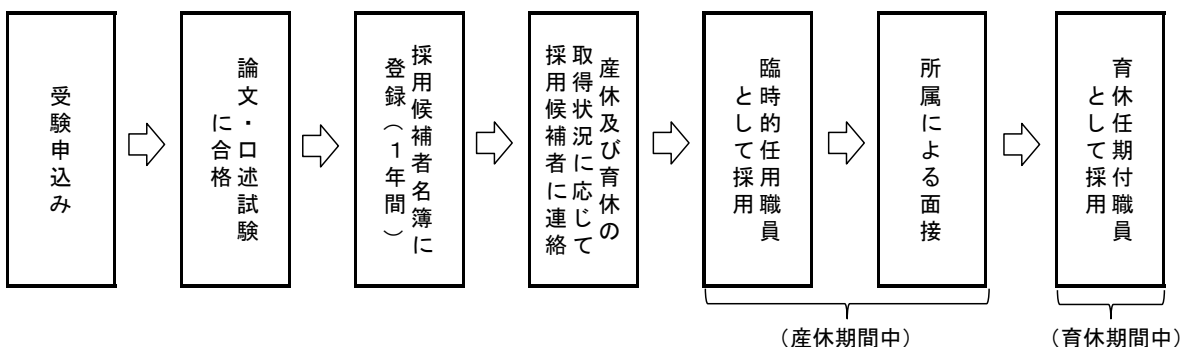 受験申込み
論文・口述試験
に合格
採用候補者名簿に
登録（１年間）
産休及び育休の
取得状況に応じて
採用候補者に連絡
臨時的任用職員
として採用
所属による面接
育休任期付職員
として採用
（産休期間中）
（育休期間中）